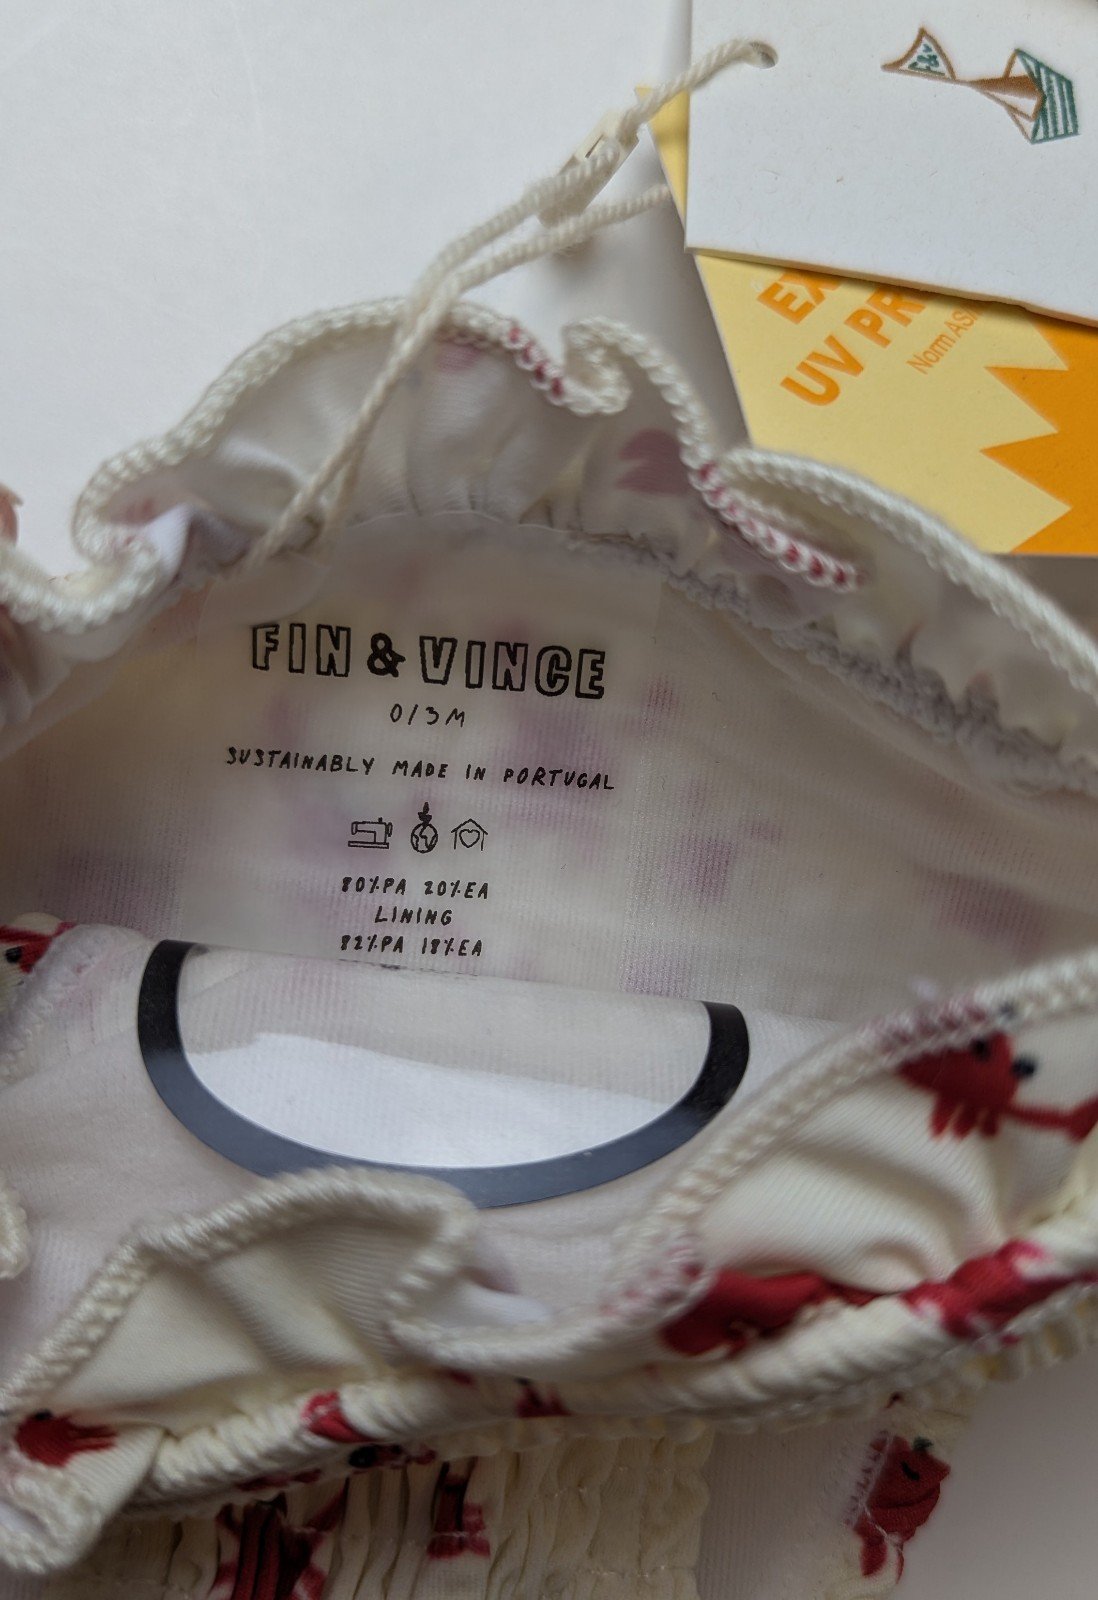 EX
UV PR
Norm AS
FIN & VINCE
0/3M
SUSTAINABLY MADE IN PORTUGAL
80%PA 20%EA
LINING
82%PA 18%EA